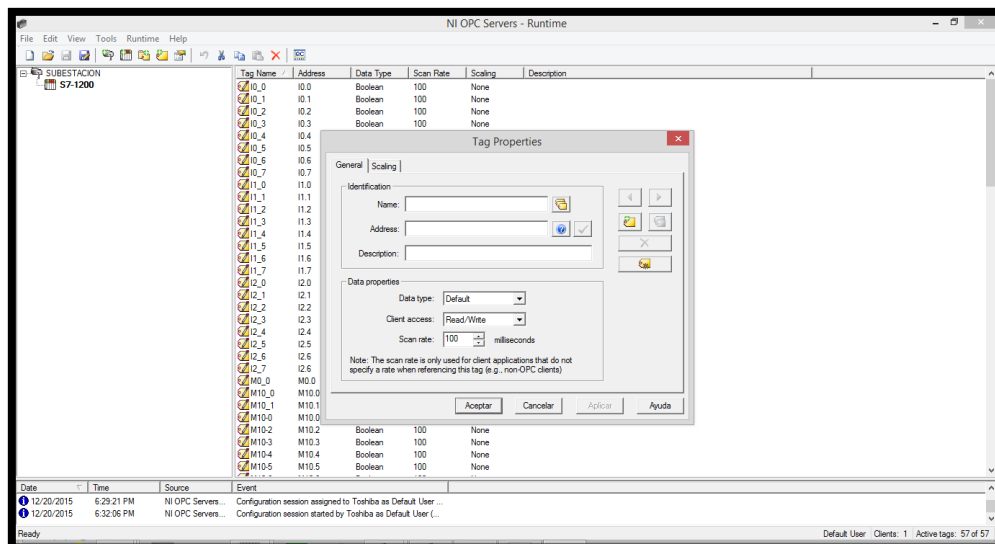 NI OPC Servers - Runtime
File Edit View Tools Runtime Help
SUBESTACION
S7-1200
Tag Name Address Data Type Scan Rate Scaling Description
I0_0 I0.0 Boolean 100 None
I0_1 I0.1 Boolean 100 None
I0_2 I0.2 Boolean 100 None
I0_3 I0.3 Boolean 100 None
I0_4 I0.4
I0_5 I0.5
I0_6 I0.6
I0_7 I0.7
I1_0 I1.0
I1_1 I1.1
I1_2 I1.2
I1_3 I1.3
I1_4 I1.4
I1_5 I1.5
I1_6 I1.6
I1_7 I1.7
I2_0 I2.0
I2_1 I2.1
I2_2 I2.2
I2_3 I2.3
I2_4 I2.4
I2_5 I2.5
I2_6 I2.6
I2_7 I2.6
M0_0 M0.0
M10_0 M10.0
M10_1 M10.1
M10-0 M10.0
M10-2 M10.2 Boolean 100 None
M10-3 M10.3 Boolean 100 None
M10-4 M10.4 Boolean 100 None
M10-5 M10.5 Boolean 100 None
Tag Properties
General Scaling
Identification
Name:
Address:
Description:
Data properties
Data type: Default
Client access: Read/Write
Scan rate: 100 milliseconds
Note: The scan rate is only used for client applications that do not
specify a rate when referencing this tag (e.g., non-OPC clients)
Aceptar Cancelar Aplicar Ayuda
Date Time Source Event
12/20/2015 6:29:21 PM NI OPC Servers... Configuration session assigned to Toshiba as Default User ...
12/20/2015 6:32:06 PM NI OPC Servers... Configuration session started by Toshiba as Default User (...
Ready Default User Clients: 1 Active tags: 57 of 57